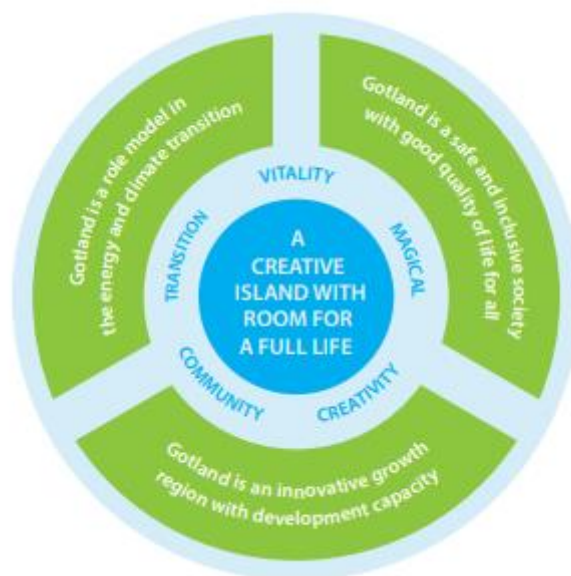 Gotland is a role model in
the energy and climate transition
Gotland is a safe and inclusive society
with good quality of life for all
VITALITY
MAGICAL
CREATIVITY
COMMUNITY
TRANSITION
A
CREATIVE
ISLAND WITH
ROOM FOR
A FULL LIFE
Gotland is an innovative growth
region with development capacity